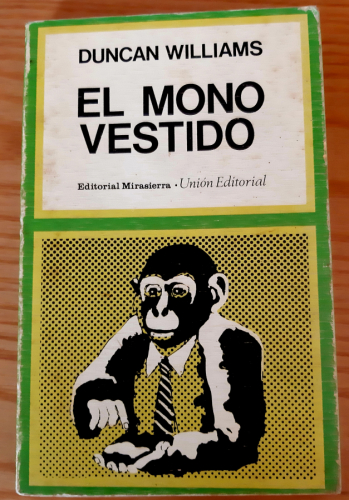 DUNCAN WILLIAMS
EL MONO
VESTIDO
Editorial Mirasierra · Unión Editorial